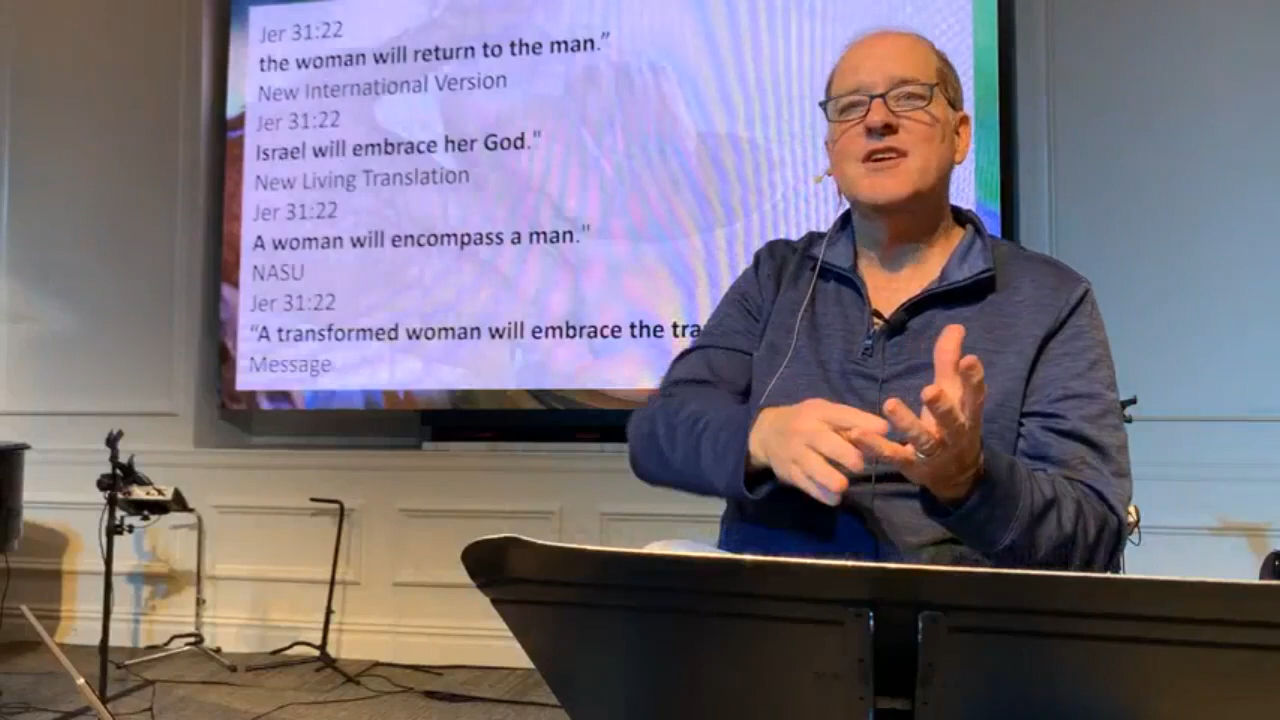 Jer 31:22
the woman will return to the man.”
New International Version
Jer 31:22
Israel will embrace her God."
New Living Translation
Jer 31:22
A woman will encompass a man."
NASU
Jer 31:22
“A transformed woman will embrace the
Message